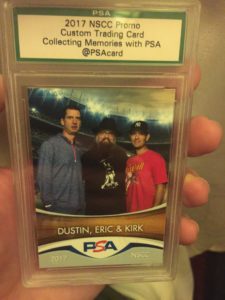 PSA
2017 NSCC Promo
Custom Trading Card
Collecting Memories with PSA
@PSAcard
DUSTIN, ERIC & KIRK
PSA
2017 NSCC